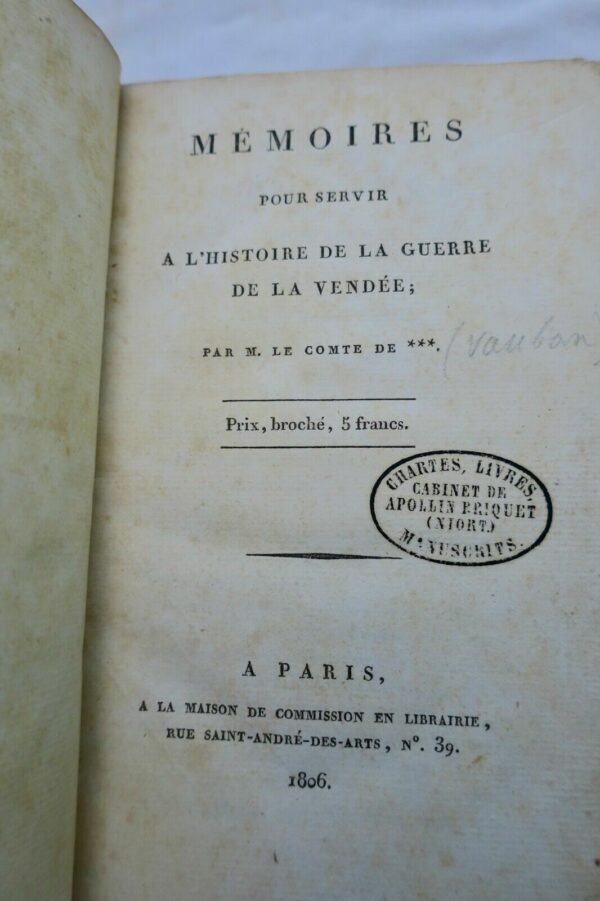 MÉMOIRES
POUR SERVIR
A L'HISTOIRE DE LA GUERRE
DE LA VENDÉE;
PAR M. LE COMTE DE ***. (Vauban)
Prix, broché, 5 francs.
CHARTES, LIVRES,
CABINET DE
APOLLIN BRIQUET
(NIORT.)
MANUSCRITS.
A PARIS,
A LA MAISON DE COMMISSION EN LIBRAIRIE,
RUE SAINT-ANDRÉ-DES-ARTS, N°. 39.
1806.